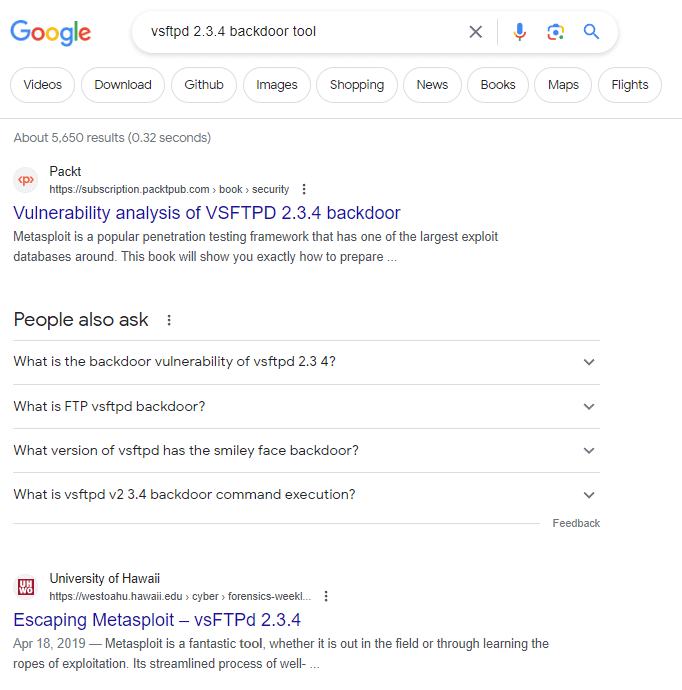 Google
vsftpd 2.3.4 backdoor tool
Videos
Download
Github
Images
Shopping
News
Books
Maps
Flights
About 5,650 results (0.32 seconds)
<p>
Packt
https://subscription.packtpub.com › book › security
Vulnerability analysis of VSFTPD 2.3.4 backdoor
Metasploit is a popular penetration testing framework that has one of the largest exploit
databases around. This book will show you exactly how to prepare ...
People also ask
What is the backdoor vulnerability of vsftpd 2.3 4?
What is FTP vsftpd backdoor?
What version of vsftpd has the smiley face backdoor?
What is vsftpd v2 3.4 backdoor command execution?
Feedback
UH
WO
University of Hawaii
https://westoahu.hawaii.edu › cyber › forensics-weekl...
Escaping Metasploit – vsFTPd 2.3.4
Apr 18, 2019 — Metasploit is a fantastic tool, whether it is out in the field or through learning the
ropes of exploitation. Its streamlined process of well- ...